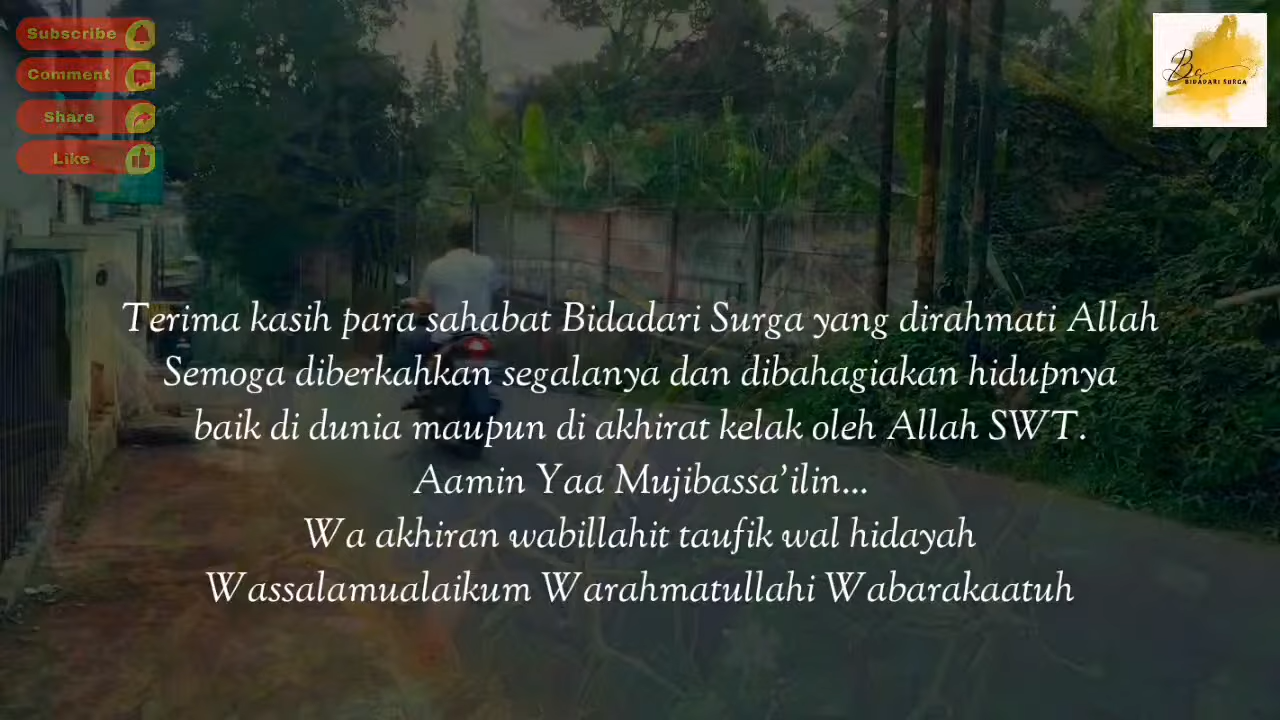 Subscribe
Comment
Share
Like
BIDADARI SURGA
Terima kasih para sahabat Bidadari Surga yang dirahmati Allah
Semoga diberkahkan segalanya dan dibahagiakan hidupnya
baik di dunia maupun di akhirat kelak oleh Allah SWT.
Aamin Yaa Mujibassa'ilin...
Wa akhiran wabillahit taufik wal hidayah
Wassalamualaikum Warahmatullahi Wabarakaatuh